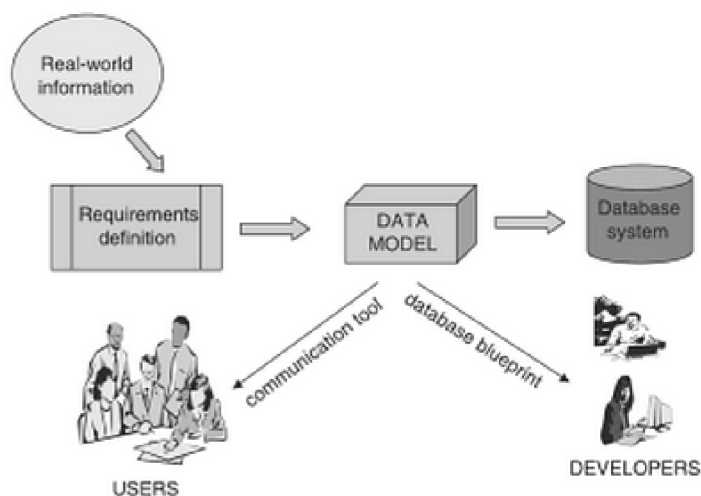 Real-world
information
Requirements
definition
DATA
MODEL
Database
system
communication tool
database blueprint
USERS
DEVELOPERS